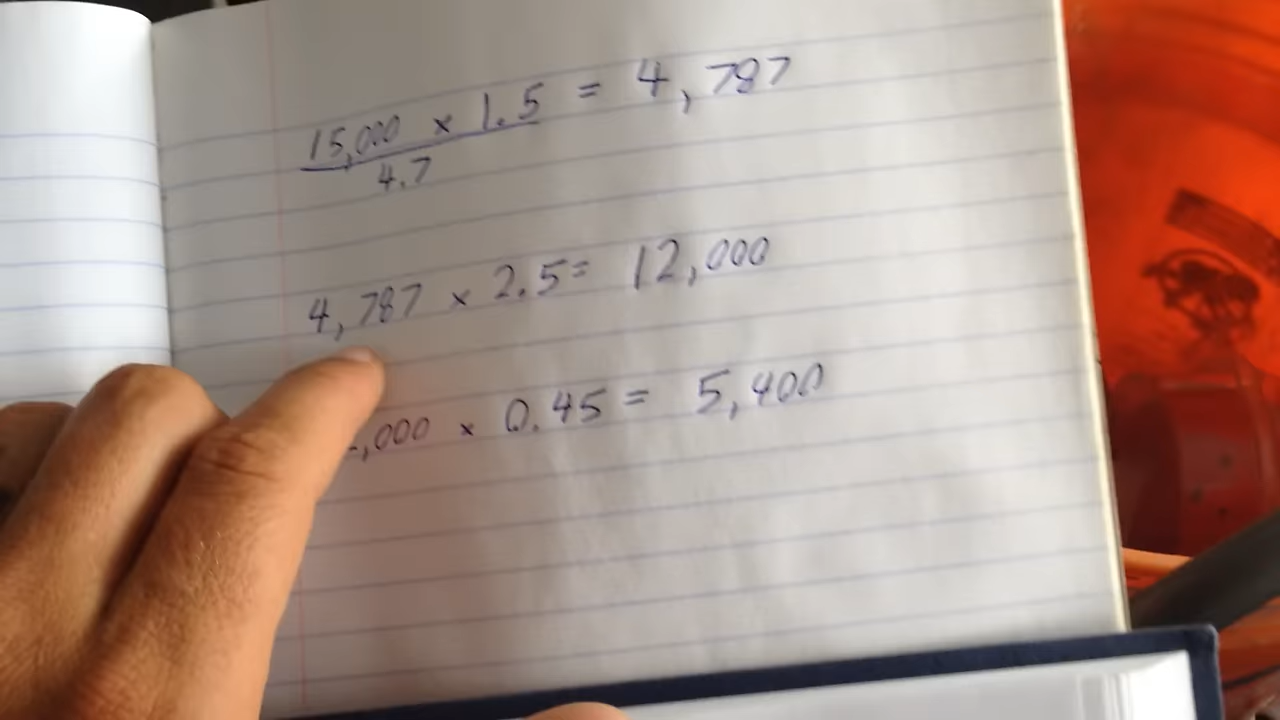 15,000 × 1.5 = 4,787
4.7
4,787 × 2.5 = 12,000
,000 × 0.45 = 5,400